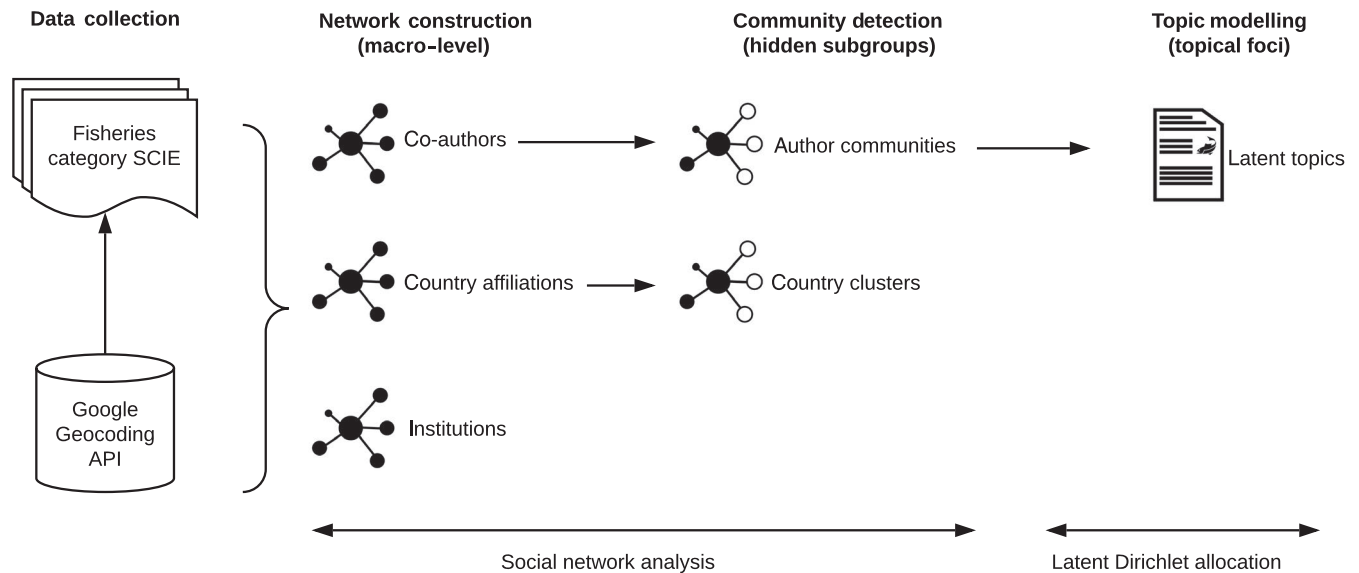 Data collection
Network construction
(macro-level)
Community detection
(hidden subgroups)
Topic modelling
(topical foci)
Fisheries
category SCIE
Co-authors
Author communities
Latent topics
Country affiliations
Country clusters
Google
Geocoding
API
Institutions
Social network analysis
Latent Dirichlet allocation